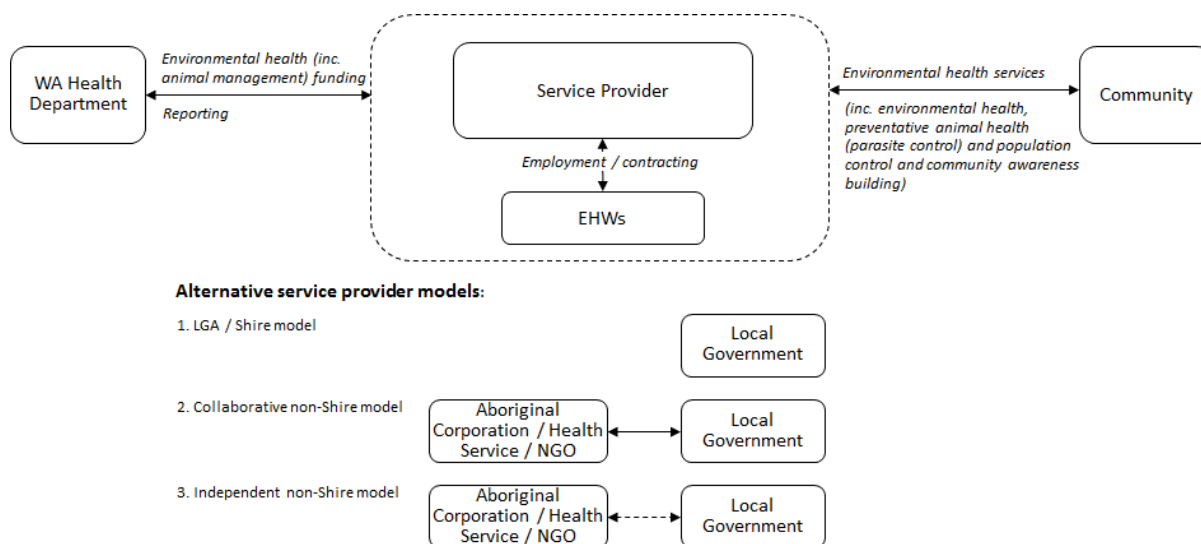 WA Health
Department
Environmental health (inc.
animal management) funding
Reporting
Service Provider
Employment / contracting
EHWs
Environmental health services
(inc. environmental health,
preventative animal health
(parasite control) and population
control and community awareness
building)
Community
Alternative service provider models:
1. LGA / Shire model
Local
Government
2. Collaborative non-Shire model
Aboriginal
Corporation / Health
Service / NGO
Local
Government
3. Independent non-Shire model
Aboriginal
Corporation / Health
Service / NGO
Local
Government